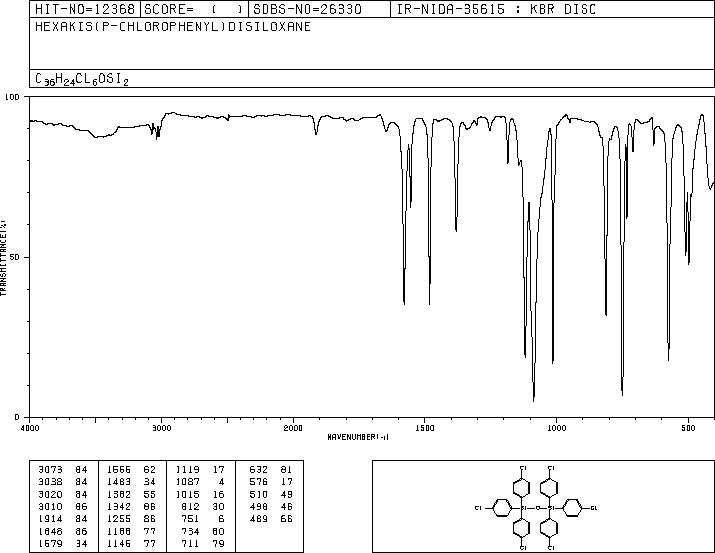 HIT-NO=12368 SCORE= ( ) SDBS-NO=26330 IR-NIDA-35615 : KBR DISC
HEXAKIS(P-CHLOROPHENYL)DISILOXANE
C36H24CL6OSI2
100
50
0
TRANSMITTANCE(%)
4000 3000 2000 1500 1000 500
WAVENUMBER(-1)
3073 84 1556 62 1119 17 632 81
3038 84 1483 34 1087 4 576 17
3020 84 1382 55 1015 16 510 49
3010 86 1342 86 812 30 498 46
1914 84 1255 86 751 6 489 66
1646 86 1188 77 734 60
1579 34 1146 77 711 79
Cl Cl
Cl Si O Si Cl
Cl Cl